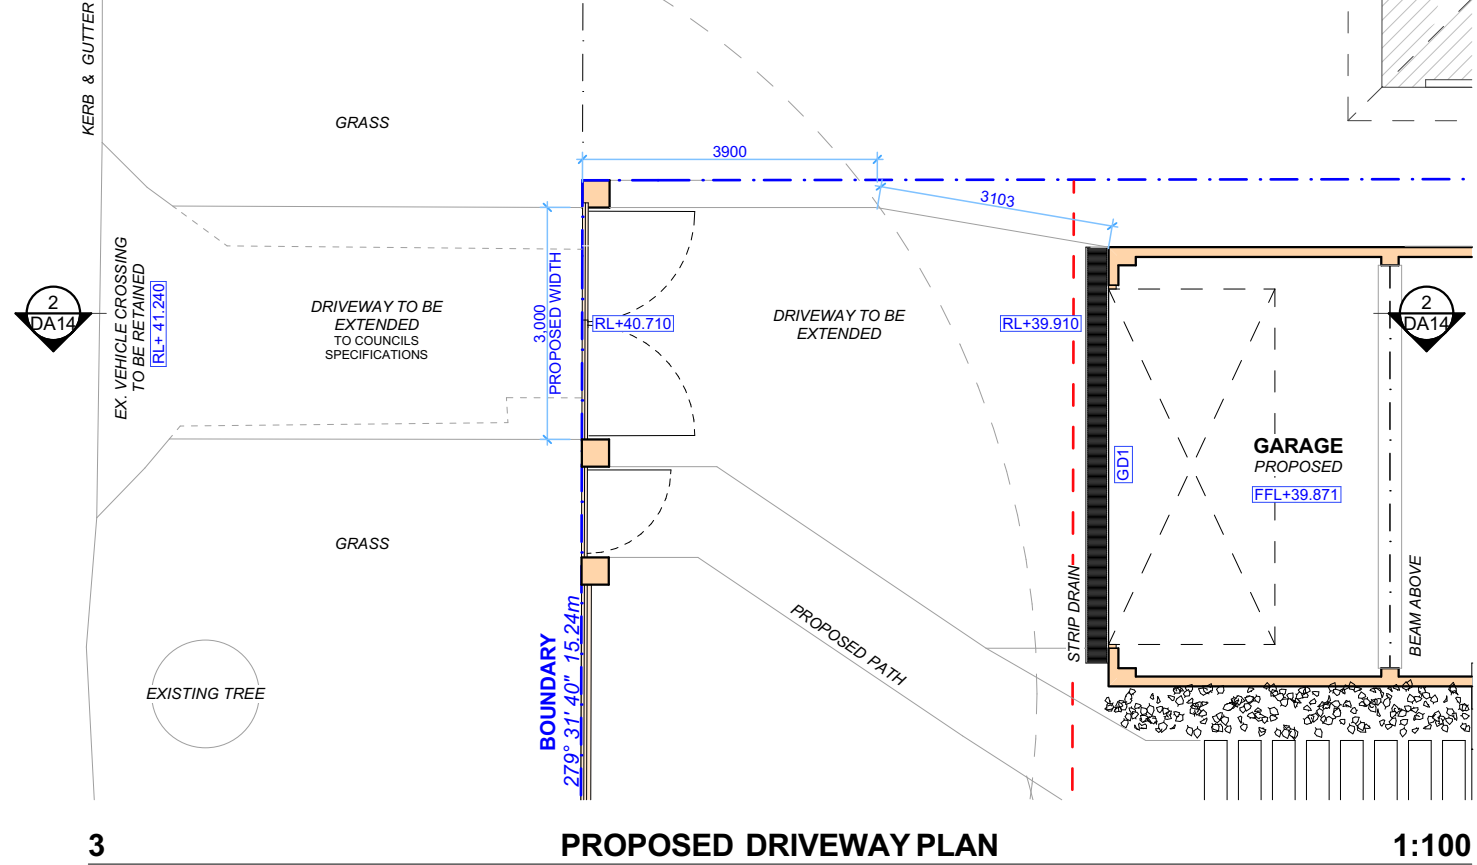 KERB & GUTTER
GRASS
3900
3103
EX. VEHICLE CROSSING
TO BE RETAINED
RL+ 41.240
2
DA14
DRIVEWAY TO BE
EXTENDED
TO COUNCILS
SPECIFICATIONS
3,000
PROPOSED WIDTH
RL+40.710
DRIVEWAY TO BE
EXTENDED
RL+39.910
2
DA14
GD1
GARAGE
PROPOSED
FFL+39.871
GRASS
STRIP DRAIN
BEAM ABOVE
BOUNDARY
279° 31' 40" 15.24m
PROPOSED PATH
EXISTING TREE
3
PROPOSED DRIVEWAY PLAN
1:100